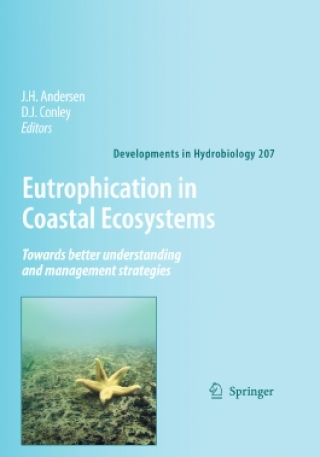 J.H. Andersen
D.J. Conley
Editors
Developments in Hydrobiology 207
Eutrophication in
Coastal Ecosystems
Towards better understanding
and management strategies
Springer